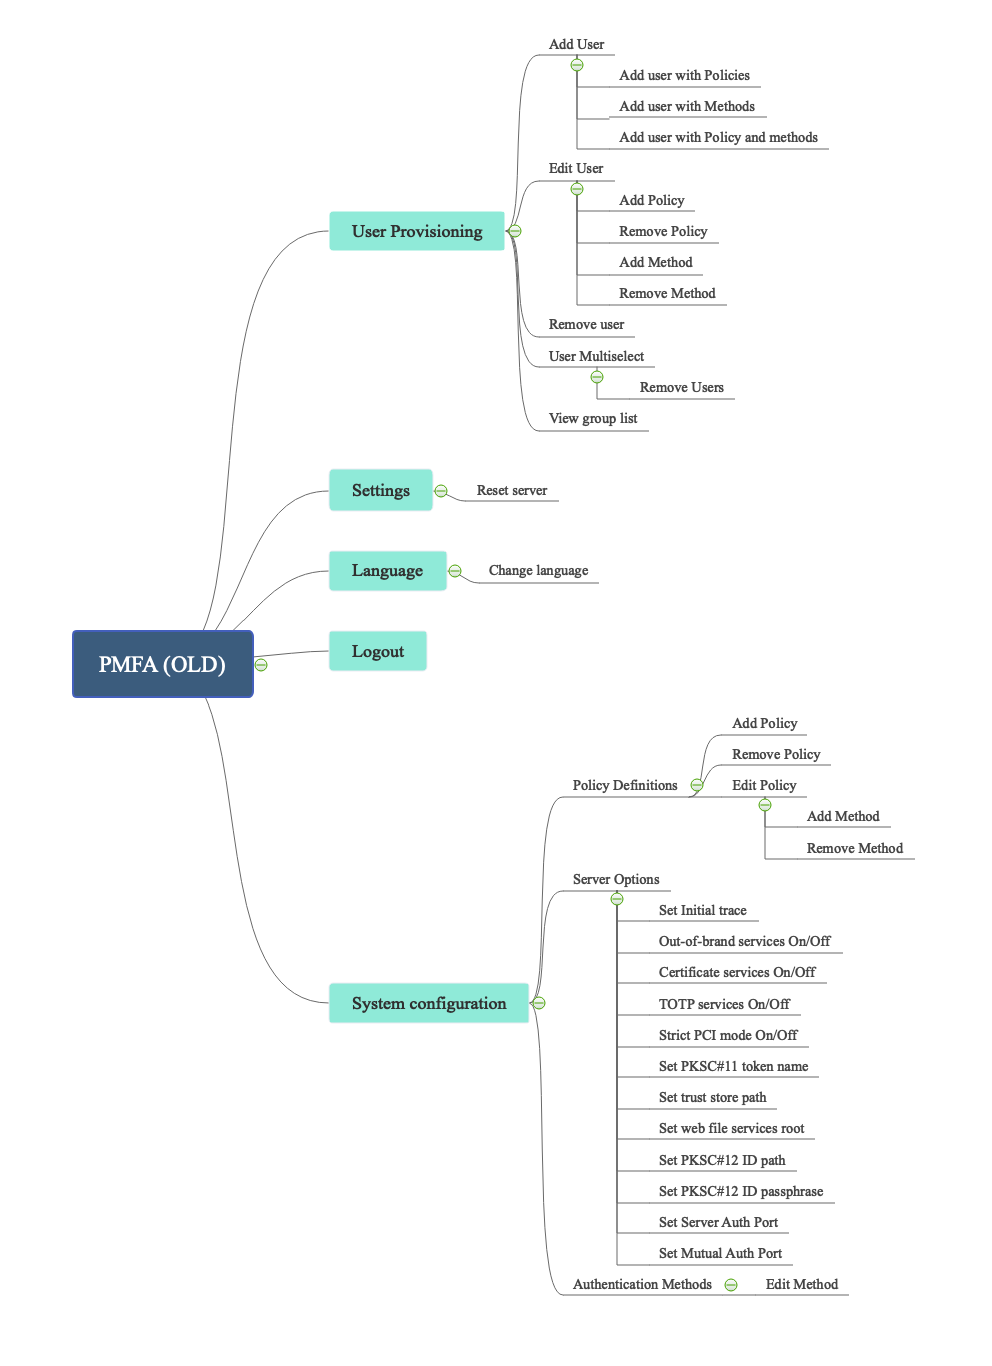 Add User
Add user with Policies
Add user with Methods
Add user with Policy and methods
Edit User
Add Policy
User Provisioning
Remove Policy
Add Method
Remove Method
Remove user
User Multiselect
Remove Users
View group list
Settings
Reset server
Language
Change language
Logout
PMFA (OLD)
Add Policy
Remove Policy
Policy Definitions
Edit Policy
Add Method
Remove Method
Server Options
Set Initial trace
Out-of-brand services On/Off
Certificate services On/Off
System configuration
TOTP services On/Off
Strict PCI mode On/Off
Set PKSC#11 token name
Set trust store path
Set web file services root
Set PKSC#12 ID path
Set PKSC#12 ID passphrase
Set Server Auth Port
Set Mutual Auth Port
Authentication Methods
Edit Method